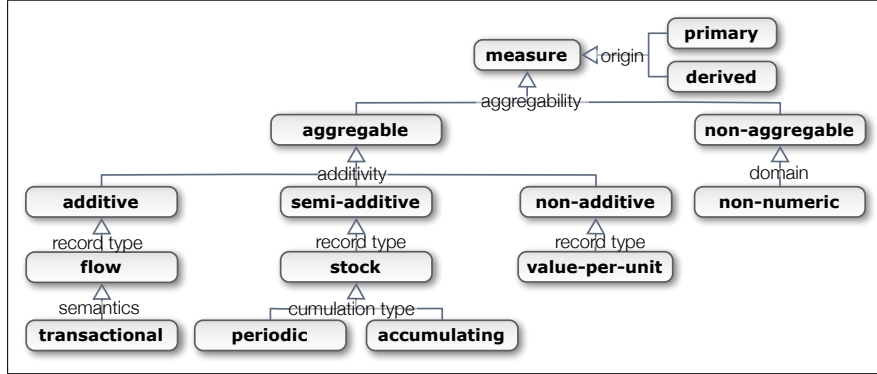 primary
measure
origin
derived
aggregability
aggregable
non-aggregable
additivity
domain
additive
semi-additive
non-additive
non-numeric
record type
record type
record type
flow
stock
value-per-unit
semantics
cumulation type
transactional
periodic
accumulating